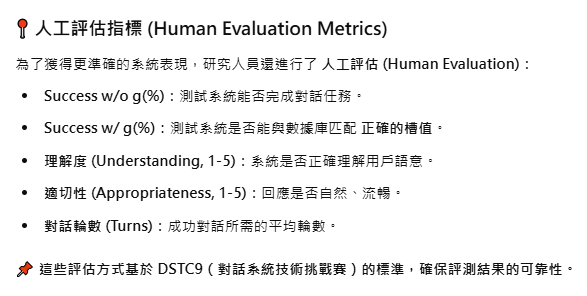 📍 人工評估指標 (Human Evaluation Metrics)
為了獲得更準確的系統表現，研究人員還進行了 人工評估 (Human Evaluation)：
• Success w/o g(%)：測試系統能否完成對話任務。
• Success w/ g(%)：測試系統是否能與數據庫匹配 正確的槽值。
• 理解度 (Understanding, 1-5)：系統是否正確理解用戶語意。
• 適切性 (Appropriateness, 1-5)：回應是否自然、流暢。
• 對話輪數 (Turns)：成功對話所需的平均輪數。
📌 這些評估方式基於 DSTC9（對話系統技術挑戰賽）的標準，確保評測結果的可靠性。